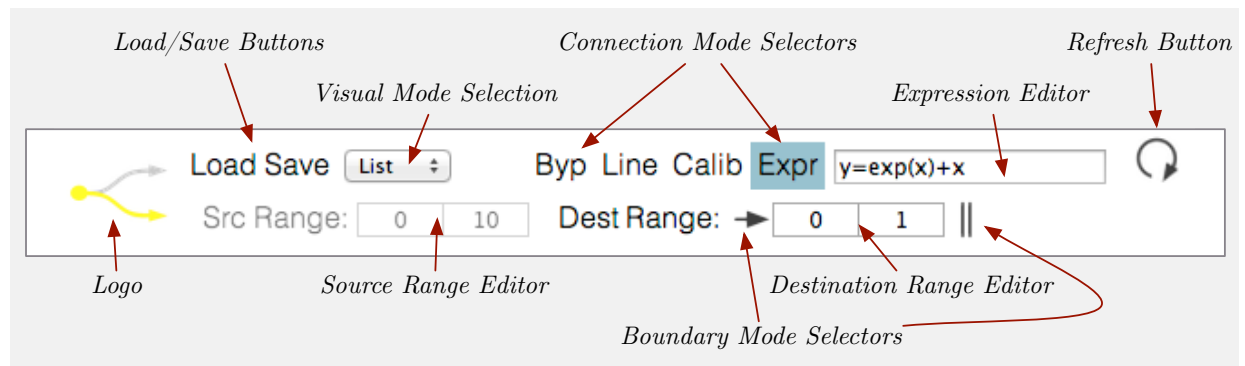 Load/Save Buttons Connection Mode Selectors Refresh Button
Visual Mode Selection Expression Editor
Load Save List Byp Line Calib Expr y=exp(x)+x
Src Range: 0 10 Dest Range: 0 1
Logo Source Range Editor Destination Range Editor
Boundary Mode Selectors